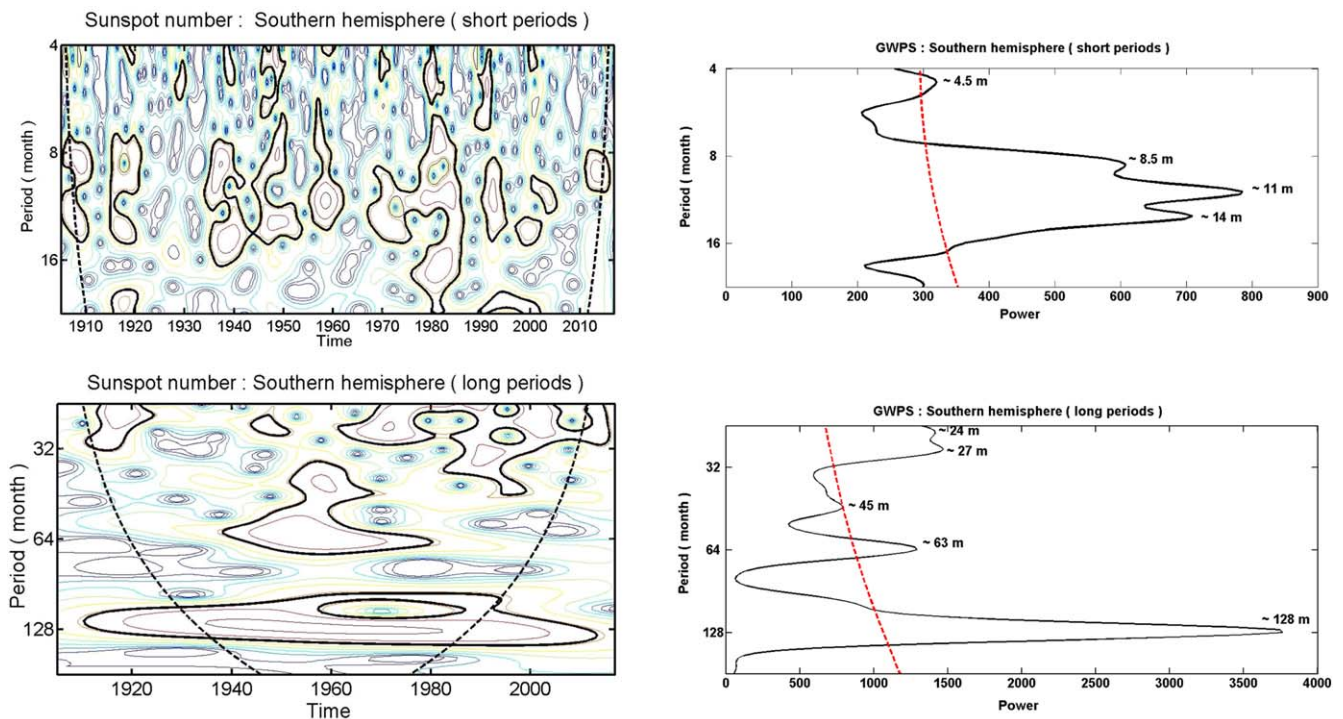 Sunspot number : Southern hemisphere ( short periods )
4
8
16
Period ( month )
1910 1920 1930 1940 1950 1960 1970 1980 1990 2000 2010
Time
GWPS : Southern hemisphere ( short periods )
4
8
16
Period ( month )
~ 4.5 m
~ 8.5 m
~ 11 m
~ 14 m
0 100 200 300 400 500 600 700 800 900
Power
Sunspot number : Southern hemisphere ( long periods )
32
64
128
Period ( month )
1920 1940 1960 1980 2000
Time
GWPS : Southern hemisphere ( long periods )
32
64
128
Period ( month )
~ 24 m
~ 27 m
~ 45 m
~ 63 m
~ 128 m
0 500 1000 1500 2000 2500 3000 3500 4000
Power